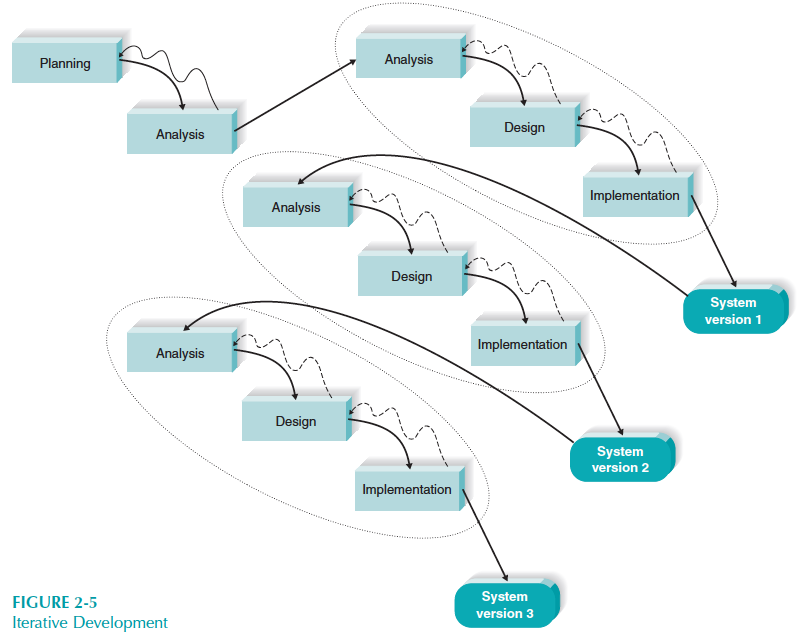 Planning
Analysis
Analysis
Design
Implementation
System
version 1
Analysis
Design
Implementation
System
version 2
Analysis
Design
Implementation
System
version 3
FIGURE 2-5
Iterative Development